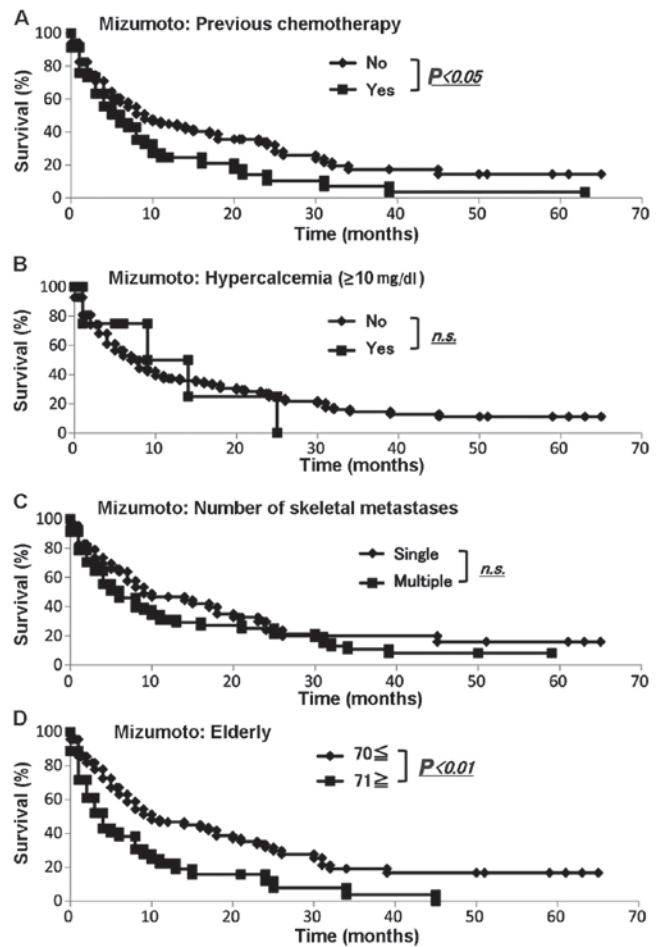 A
Mizumoto: Previous chemotherapy
100
80
60
40
20
0
Survival (%)
No
Yes
P<0.05
0 10 20 30 40 50 60 70
Time (months)
B
Mizumoto: Hypercalcemia (≥10 mg/dl)
100
80
60
40
20
0
Survival (%)
No
Yes
n.s.
0 10 20 30 40 50 60 70
Time (months)
C
Mizumoto: Number of skeletal metastases
100
80
60
40
20
0
Survival (%)
Single
Multiple
n.s.
0 10 20 30 40 50 60 70
Time (months)
D
Mizumoto: Elderly
100
80
60
40
20
0
Survival (%)
70≦
71≧
P<0.01
0 10 20 30 40 50 60 70
Time (months)